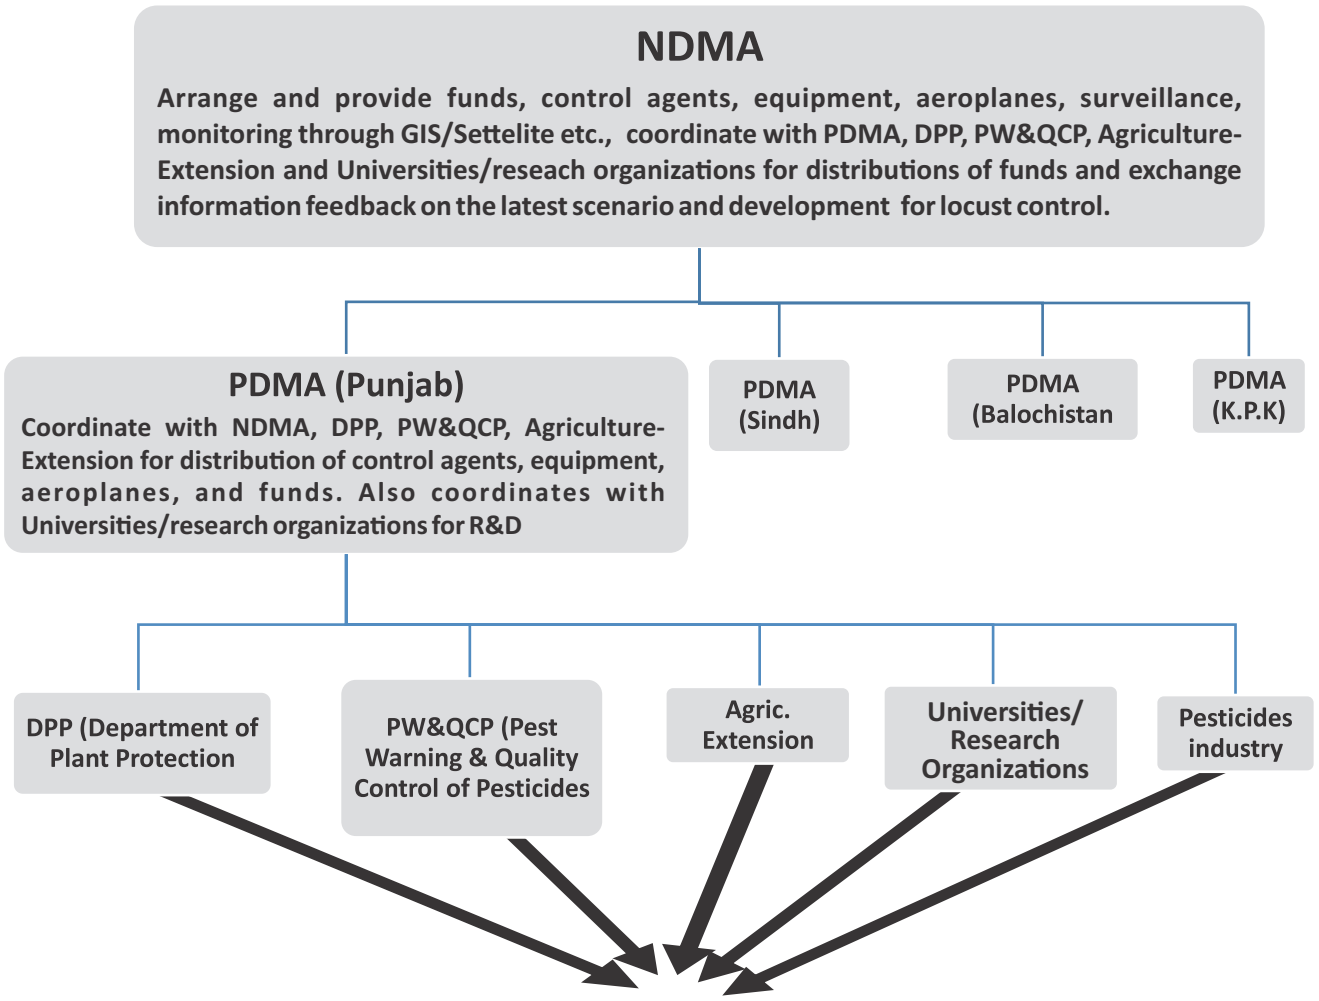 NDMA
Arrange and provide funds, control agents, equipment, aeroplanes, surveillance,
monitoring through GIS/Settelite etc., coordinate with PDMA, DPP, PW&QCP, Agriculture-
Extension and Universities/reseach organizations for distributions of funds and exchange
information feedback on the latest scenario and development for locust control.
PDMA (Punjab)
Coordinate with NDMA, DPP, PW&QCP, Agriculture-
Extension for distribution of control agents, equipment,
aeroplanes, and funds. Also coordinates with
Universities/research organizations for R&D
PDMA
(Sindh)
PDMA
(Balochistan
PDMA
(K.P.K)
DPP (Department of
Plant Protection
PW&QCP (Pest
Warning & Quality
Control of Pesticides
Agric.
Extension
Universities/
Research
Organizations
Pesticides
industry